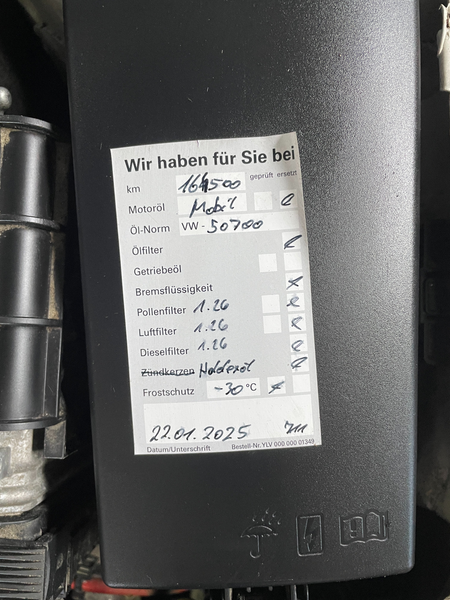 Wir haben für Sie bei
km 164500 geprüft ersetzt
Motoröl Mobil
Öl-Norm VW - 50700
Ölfilter
Getriebeöl
Bremsflüssigkeit
Pollenfilter 1.26
Luftfilter 1.26
Dieselfilter 1.26
Zündkerzen
Frostschutz -30 °C
22.01.2025
Datum/Unterschrift Bestell-Nr. YLV 000 000 01349